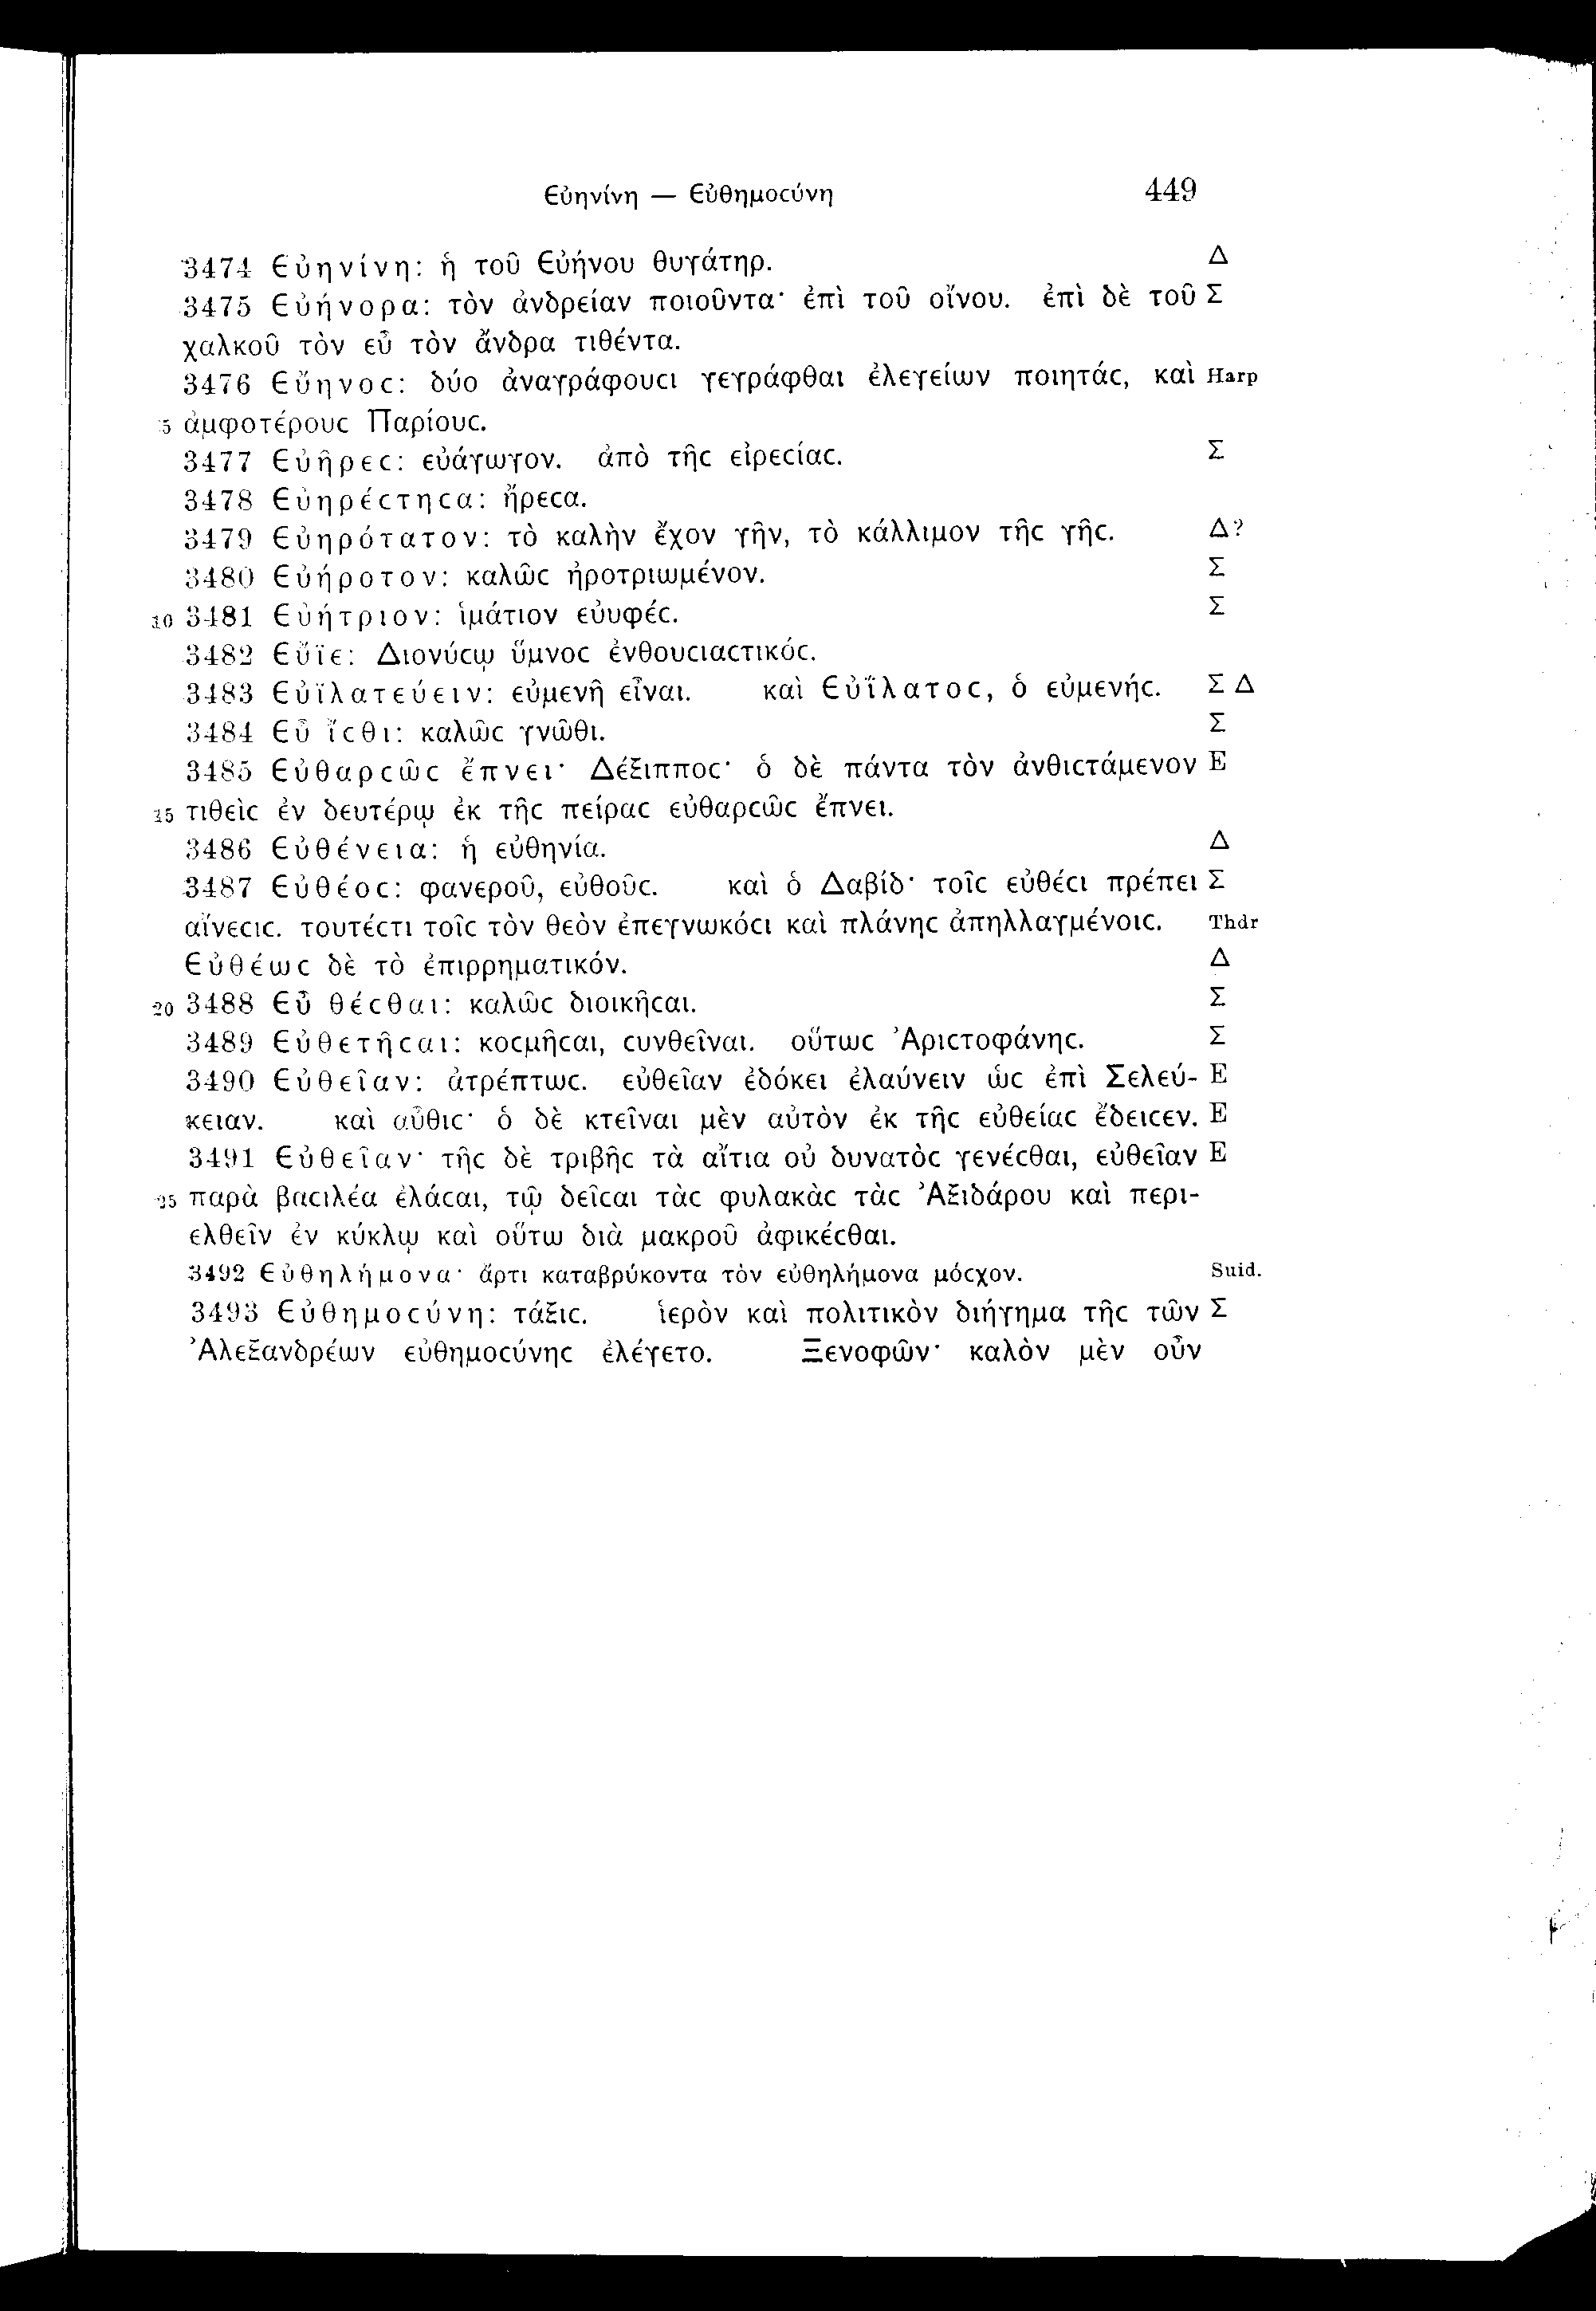 Εὐηνίνη — Εὐθημοϲύνη 449
3474 Εὐηνίνη: ἡ τοῦ Εὐήνου θυγάτηρ. Δ
3475 Εὐήνορα: τὸν ἀνδρείαν ποιοῦντα· ἐπὶ τοῦ οἴνου. ἐπὶ δὲ τοῦ Σ
χαλκοῦ τὸν εὖ τὸν ἄνδρα τιθέντα.
3476 Εὔηνοϲ: δύο ἀναγράφουϲι γεγράφθαι ἐλεγείων ποιητάϲ, καὶ Harp
5 ἀμφοτέρουϲ Παρίουϲ.
3477 Εὐῆρεϲ: εὐάγωγον. ἀπὸ τῆϲ εἰρεϲίαϲ. Σ
3478 Εὐηρέϲτηϲα: ἤρεϲα.
3479 Εὐηρότατον: τὸ καλὴν ἔχον γῆν, τὸ κάλλιμον τῆϲ γῆϲ. Δ?
3480 Εὐήροτον: καλῶϲ ἠροτριωμένον. Σ
10 3481 Εὐήτριον: ἱμάτιον εὐυφέϲ. Σ
3482 Εὔϊε: Διονύϲῳ ὕμνοϲ ἐνθουϲιαϲτικόϲ.
3483 Εὐϊλατεύειν: εὐμενῆ εἶναι. καὶ Εὐΐλατοϲ, ὁ εὐμενήϲ. Σ Δ
3484 Εὖ ἴϲθι: καλῶϲ γνῶθι. Σ
3485 Εὐθαρϲῶϲ ἔπνει· Δέξιπποϲ· ὁ δὲ πάντα τὸν ἀνθιϲτάμενον E
15 τιθεὶϲ ἐν δευτέρῳ ἐκ τῆϲ πείραϲ εὐθαρϲῶϲ ἔπνει.
3486 Εὐθένεια: ἡ εὐθηνία. Δ
3487 Εὐθέοϲ: φανεροῦ, εὐθοῦϲ. καὶ ὁ Δαβίδ· τοῖϲ εὐθέϲι πρέπει Σ
αἴνεϲιϲ. τουτέϲτι τοῖϲ τὸν θεὸν ἐπεγνωκόϲι καὶ πλάνηϲ ἀπηλλαγμένοιϲ. Thdr
Εὐθέωϲ δὲ τὸ ἐπιρρηματικόν. Δ
20 3488 Εὖ θέϲθαι: καλῶϲ διοικῆϲαι. Σ
3489 Εὐθετῆϲαι: κοϲμῆϲαι, ϲυνθεῖναι. οὕτωϲ Ἀριϲτοφάνηϲ. Σ
3490 Εὐθεῖαν: ἀτρέπτωϲ. εὐθεῖαν ἐδόκει ἐλαύνειν ὡϲ ἐπὶ Σελεύ- E
κειαν. καὶ αὖθιϲ· ὁ δὲ κτεῖναι μὲν αὐτὸν ἐκ τῆϲ εὐθείαϲ ἔδειϲεν. E
3491 Εὐθεῖαν· τῆϲ δὲ τριβῆϲ τὰ αἴτια οὐ δυνατὸϲ γενέϲθαι, εὐθεῖαν E
25 παρὰ βαϲιλέα ἐλάϲαι, τῷ δεῖϲαι τὰϲ φυλακὰϲ τὰϲ Ἀξιδάρου καὶ περι-
ελθεῖν ἐν κύκλῳ καὶ οὕτω διὰ μακροῦ ἀφικέϲθαι.
3492 Εὐθηλήμονα· ἄρτι καταβρύκοντα τὸν εὐθηλήμονα μόϲχον. Suid.
3493 Εὐθημοϲύνη: τάξιϲ. ἱερὸν καὶ πολιτικὸν διήγημα τῆϲ τῶν Σ
Ἀλεξανδρέων εὐθημοϲύνηϲ ἐλέγετο. Ξενοφῶν· καλὸν μὲν οὖν